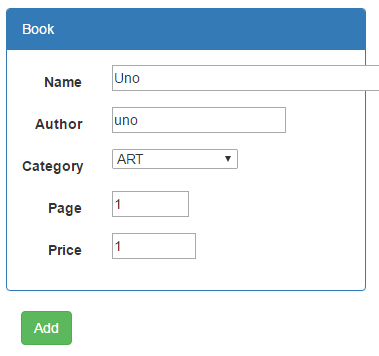 Book
Name Uno
Author uno
Category ART
Page 1
Price 1
Add